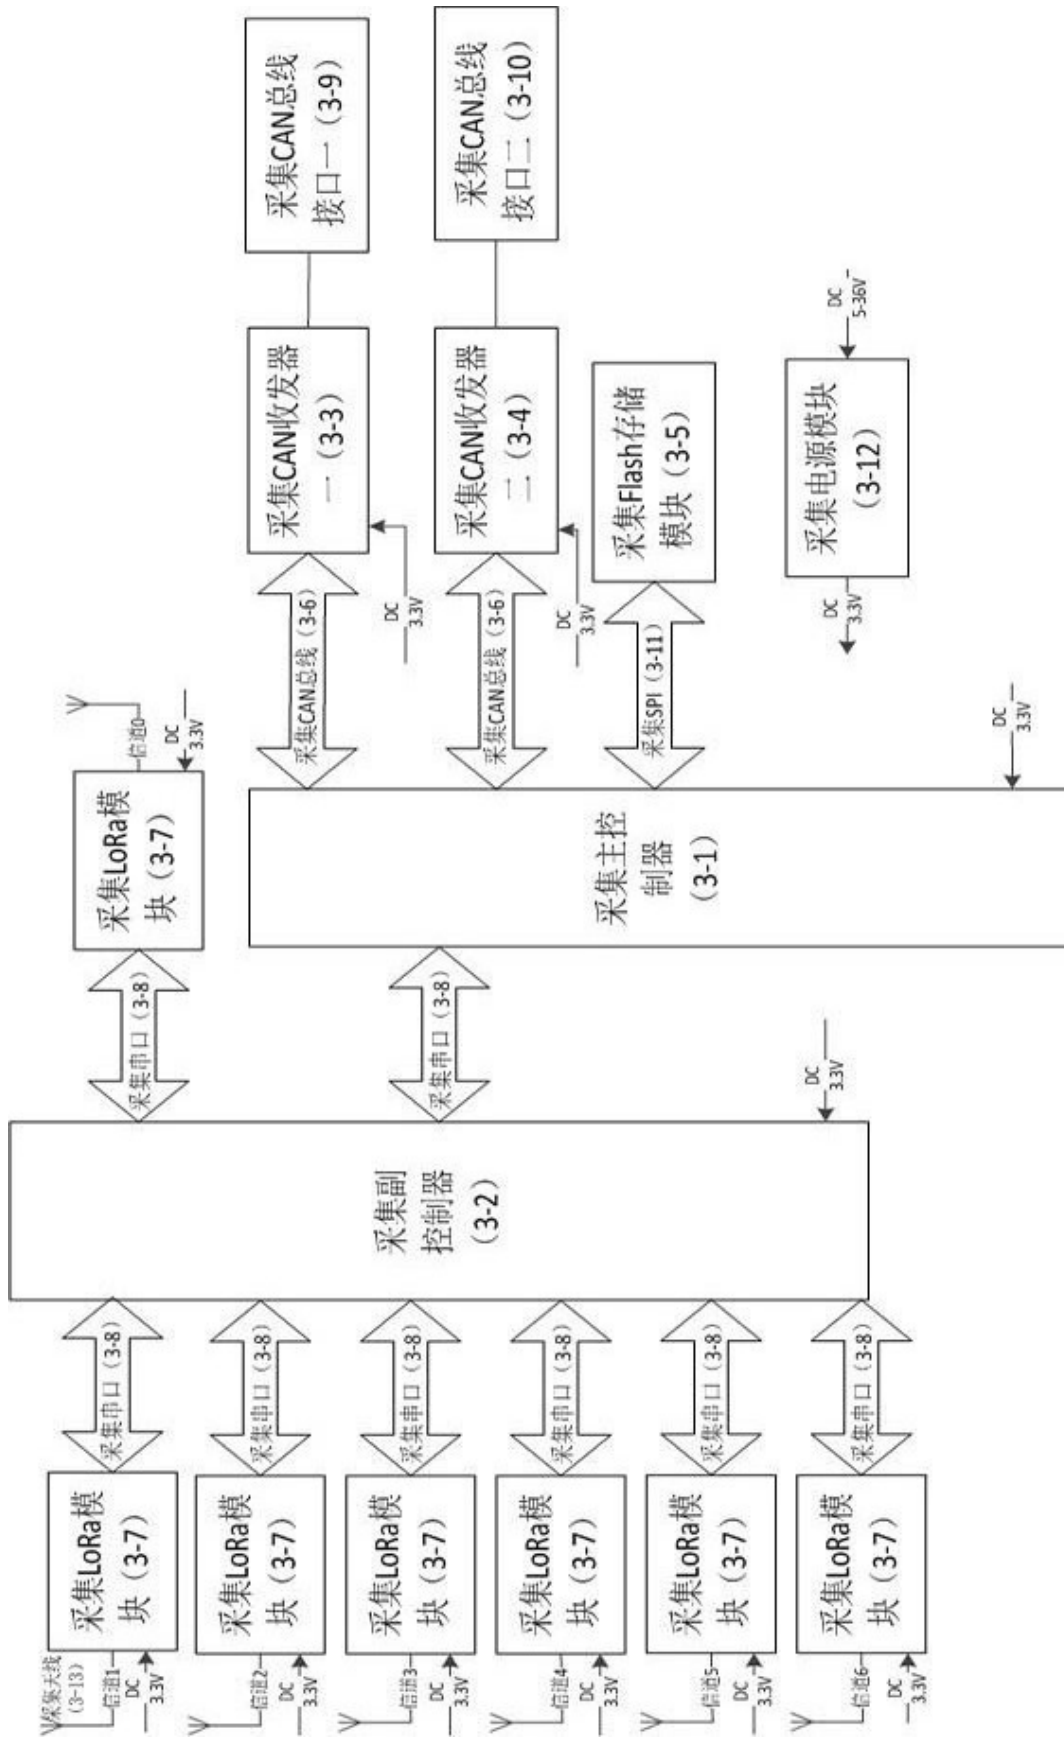 采集天线
(3-13)
信道1
DC
3.3V
采集LoRa模
块（3-7）
采集串口（3-8）
信道2
DC
3.3V
采集LoRa模
块（3-7）
采集串口（3-8）
信道3
DC
3.3V
采集LoRa模
块（3-7）
采集串口（3-8）
信道4
DC
3.3V
采集LoRa模
块（3-7）
采集串口（3-8）
信道5
DC
3.3V
采集LoRa模
块（3-7）
采集串口（3-8）
信道6
DC
3.3V
采集LoRa模
块（3-7）
采集串口（3-8）
采集副
控制器
（3-2）
DC
3.3V
采集串口（3-8）
采集LoRa模
块（3-7）
信道0
DC
3.3V
采集串口（3-8）
采集主控
制器
（3-1）
DC
3.3V
采集CAN总线（3-6）
采集CAN收发器
一（3-3）
DC
3.3V
采集CAN总线
接口一（3-9）
采集CAN总线（3-6）
采集CAN收发器
二（3-4）
DC
3.3V
采集CAN总线
接口二（3-10）
采集SPI（3-11）
采集Flash存储
模块（3-5）
DC
3.3V
采集电源模块
（3-12）
DC
5-36V